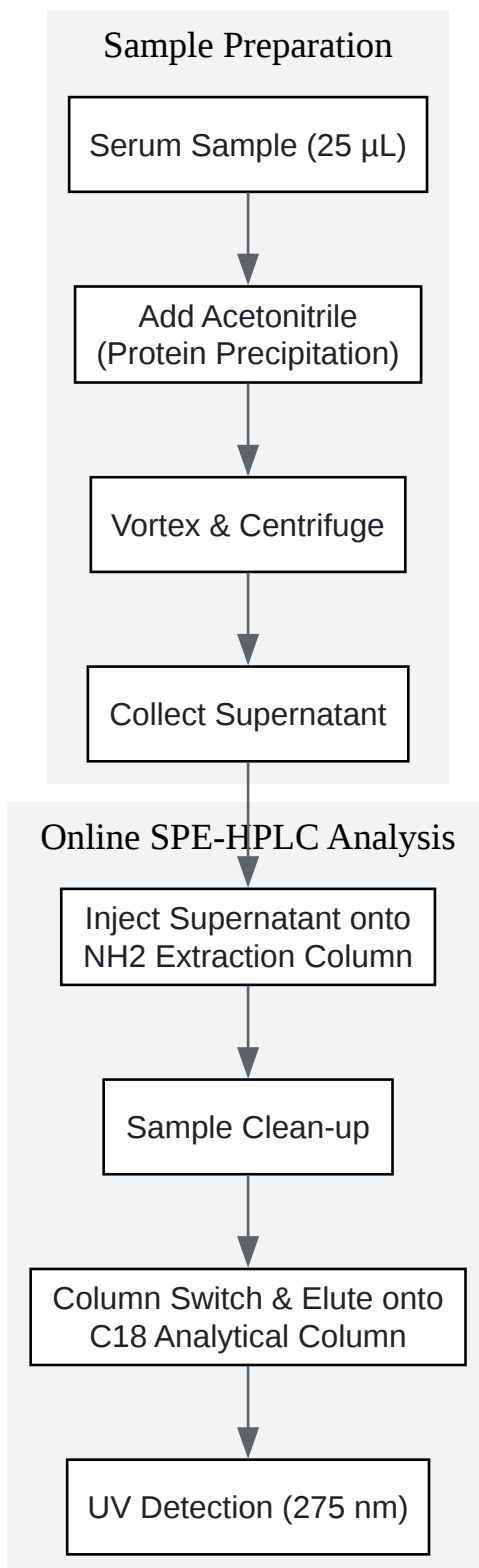 Sample Preparation
Serum Sample (25 µL)
Add Acetonitrile
(Protein Precipitation)
Vortex & Centrifuge
Collect Supernatant
Online SPE-HPLC Analysis
Inject Supernatant onto
NH2 Extraction Column
Sample Clean-up
Column Switch & Elute onto
C18 Analytical Column
UV Detection (275 nm)